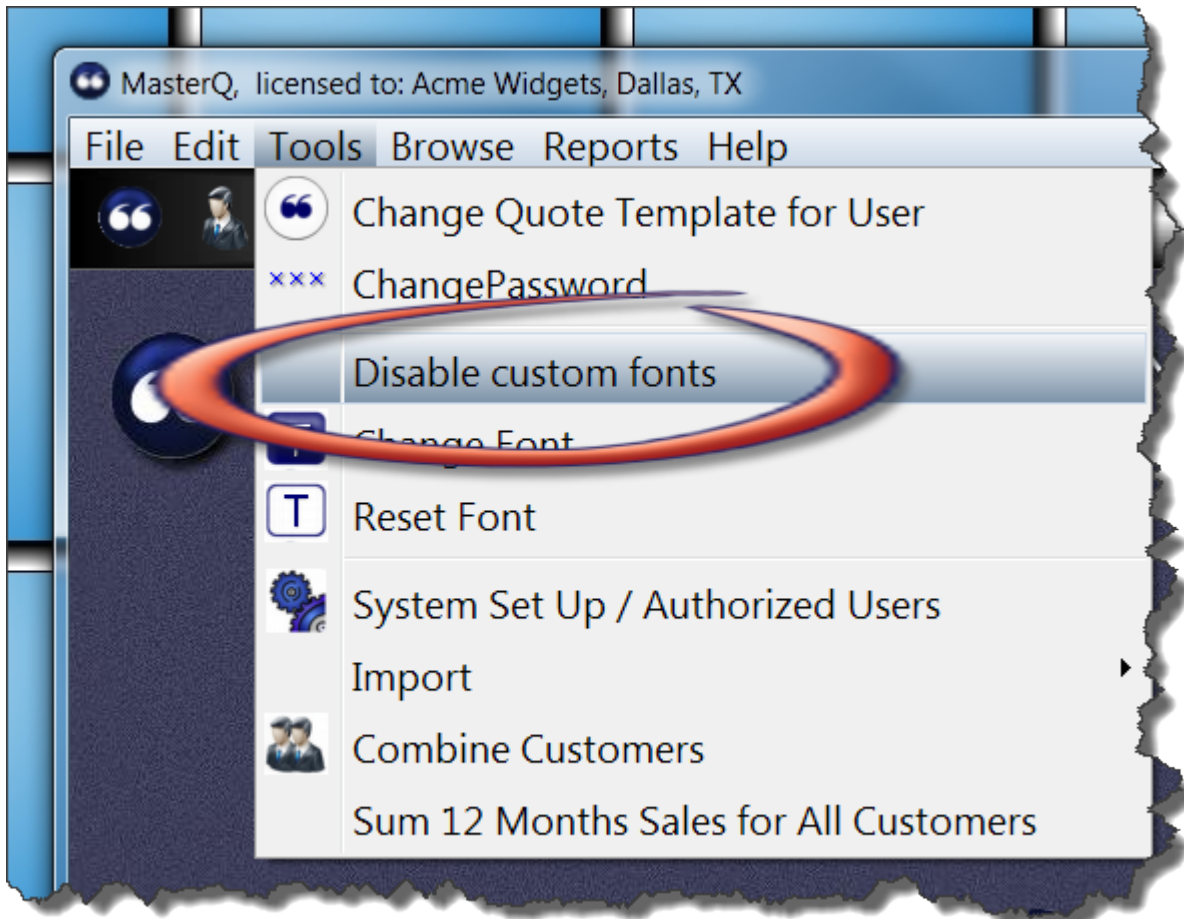 MasterQ, licensed to: Acme Widgets, Dallas, TX
File Edit Tools Browse Reports Help
Change Quote Template for User
××× ChangePassword
Disable custom fonts
T Change Font
T Reset Font
System Set Up / Authorized Users
Import
Combine Customers
Sum 12 Months Sales for All Customers